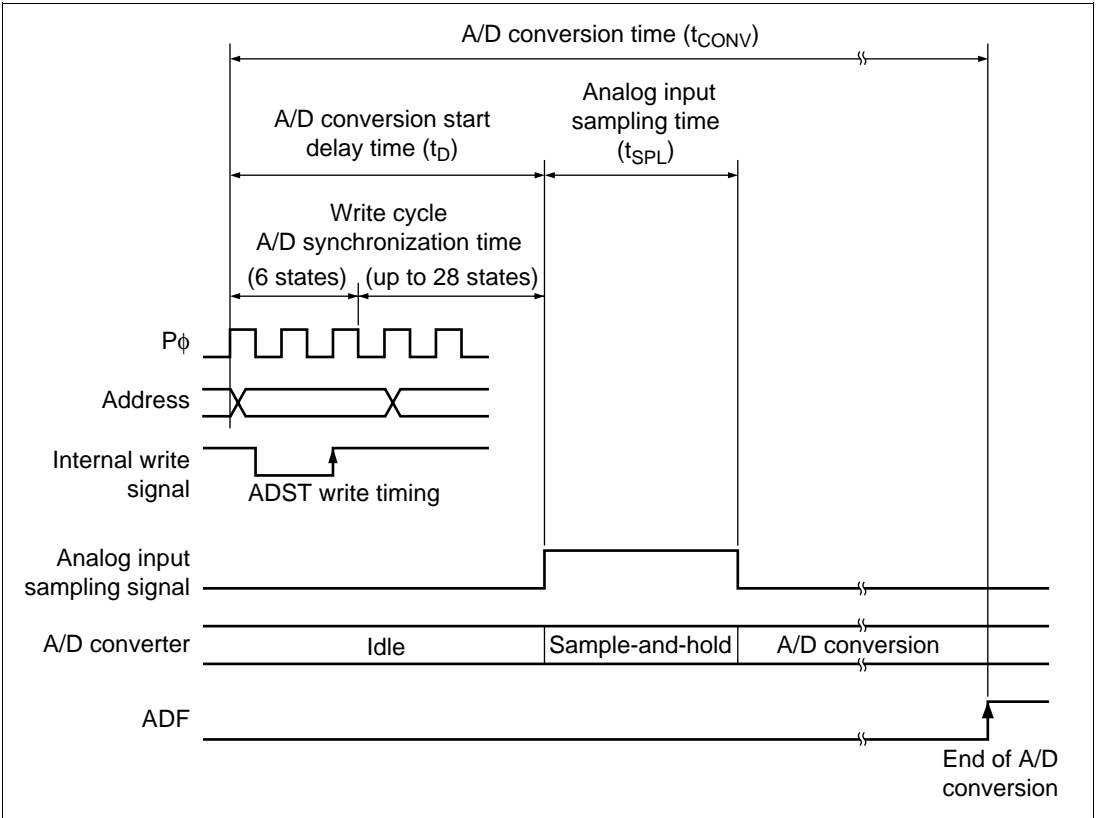 A/D conversion time (tCONV)
Analog input
sampling time
(tSPL)
A/D conversion start
delay time (tD)
Write cycle
A/D synchronization time
(6 states) (up to 28 states)
Pϕ
Address
Internal write
signal
ADST write timing
Analog input
sampling signal
A/D converter Idle Sample-and-hold A/D conversion
ADF
End of A/D
conversion